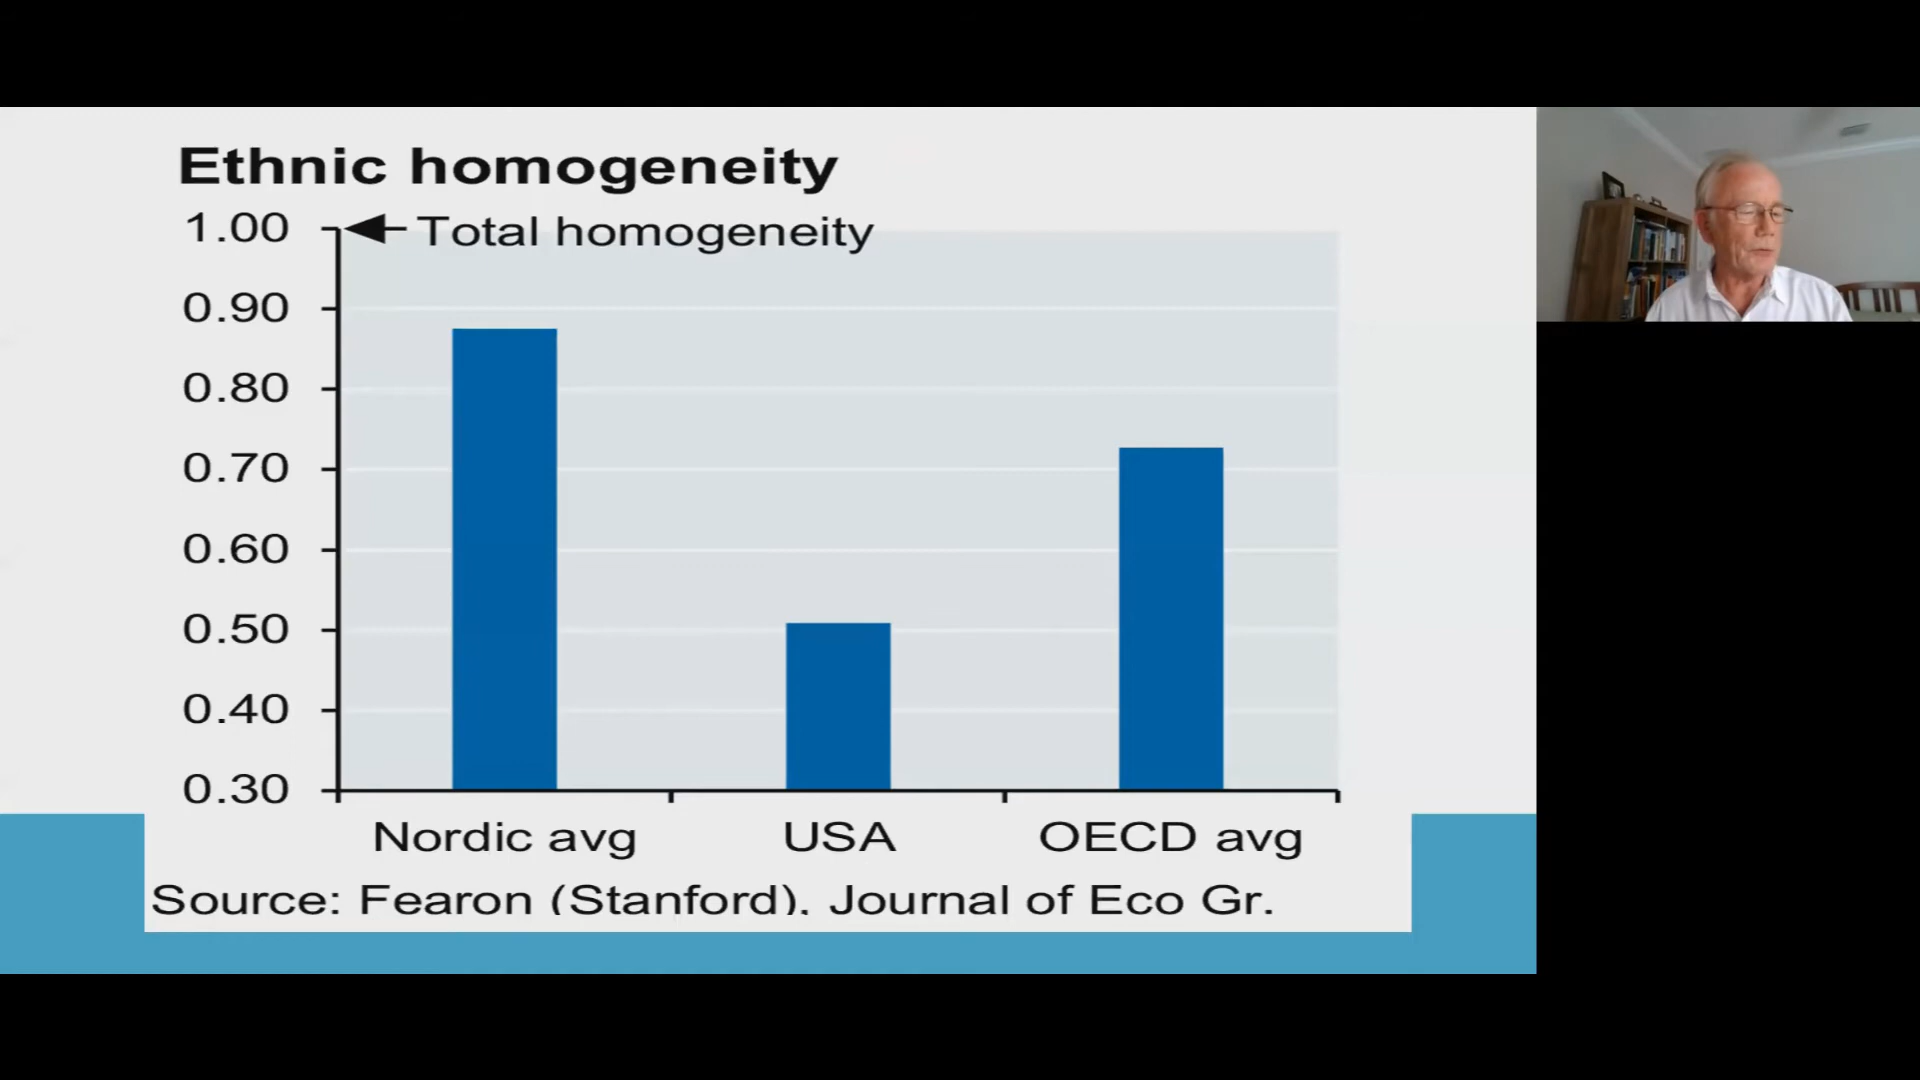 Ethnic homogeneity
1.00
Total homogeneity
0.90
0.80
0.70
0.60
0.50
0.40
0.30
Nordic avg USA OECD avg
Source: Fearon (Stanford), Journal of Eco Gr.